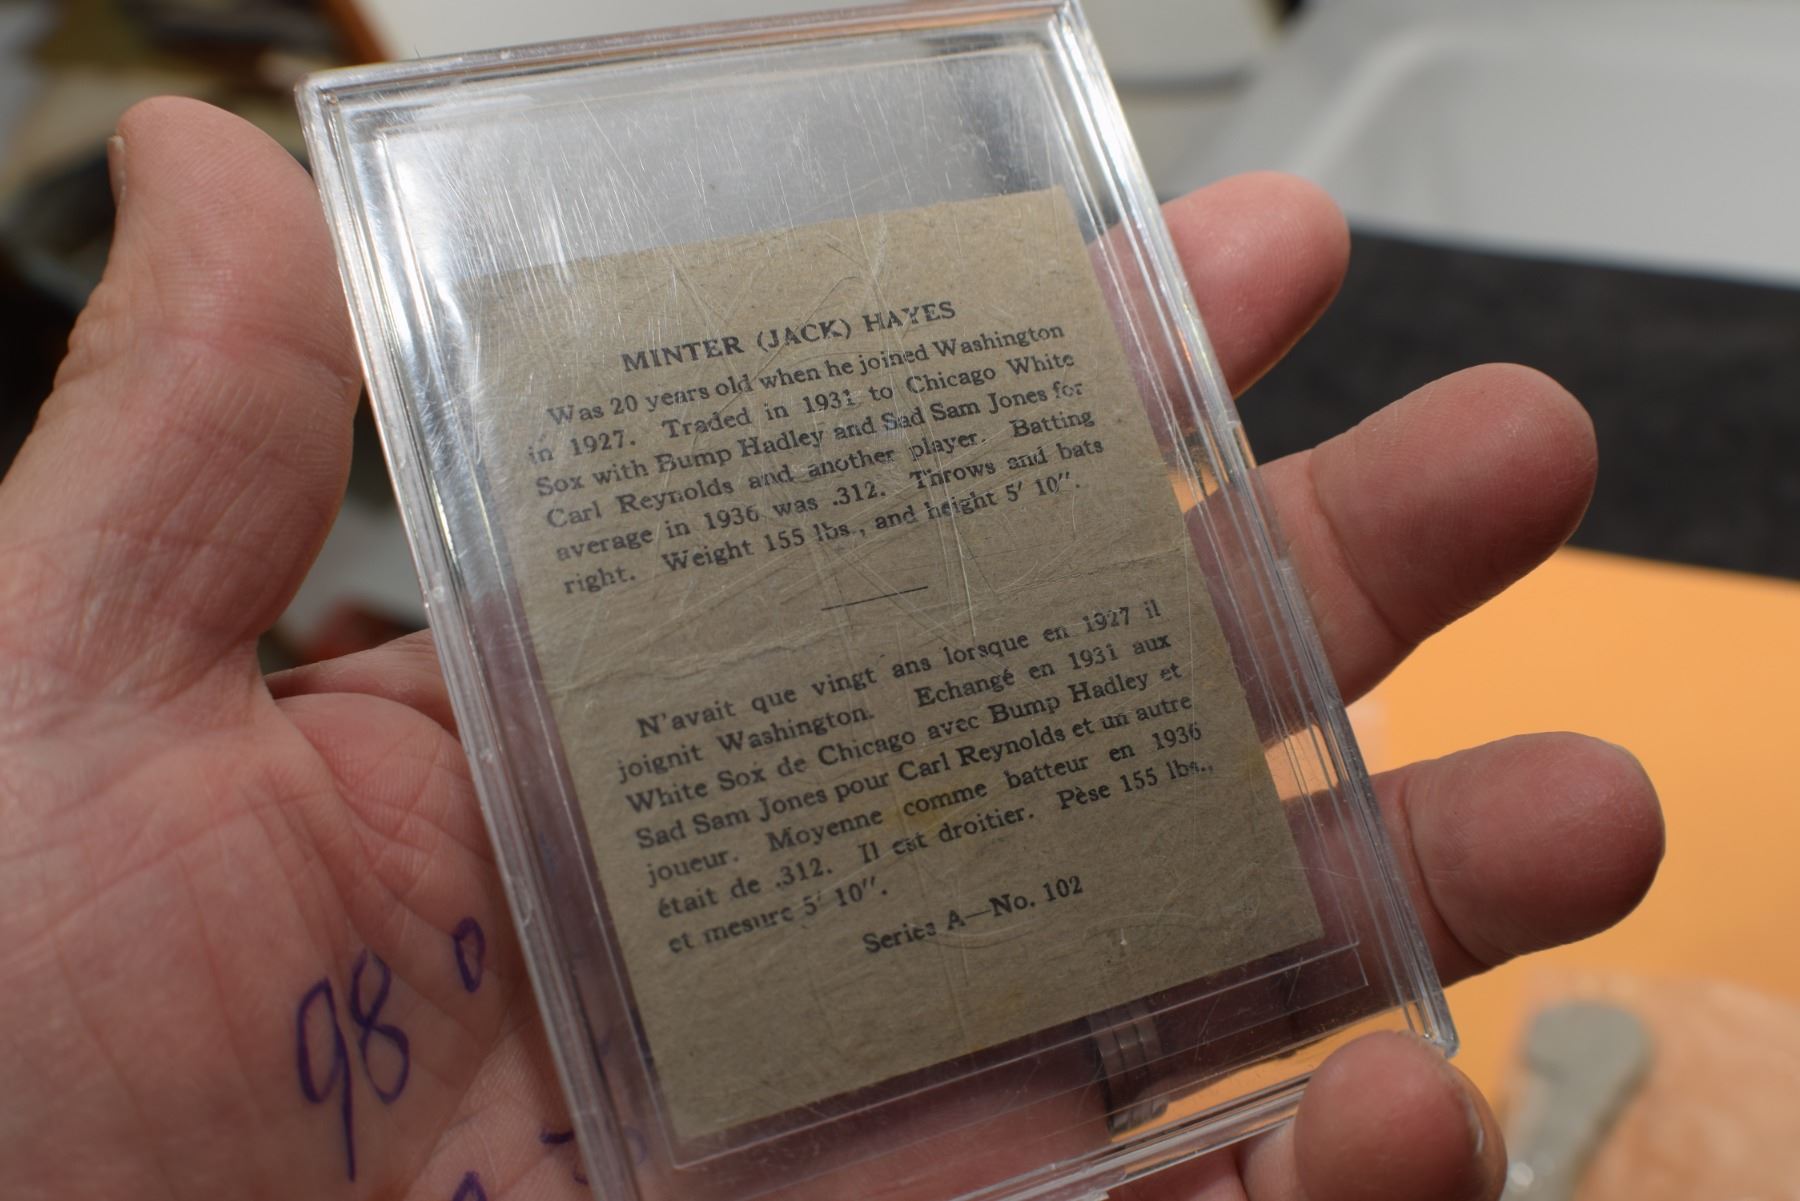 MINTER (JACK) HAYES
Was 20 years old when he joined Washington
in 1927. Traded in 1931 to Chicago White
Sox with Bump Hadley and Sad Sam Jones for
Carl Reynolds and another player. Batting
average in 1936 was .312. Throws and bats
right. Weight 155 lbs., and height 5' 10".
N'avait que vingt ans lorsque en 1927 il
joignit Washington. Echangé en 1931 aux
White Sox de Chicago avec Bump Hadley et
Sad Sam Jones pour Carl Reynolds et un autre
joueur. Moyenne comme batteur en 1936
était de .312. Il est droitier. Pèse 155 lbs.,
et mesure 5' 10".
Series A—No. 102
98 0